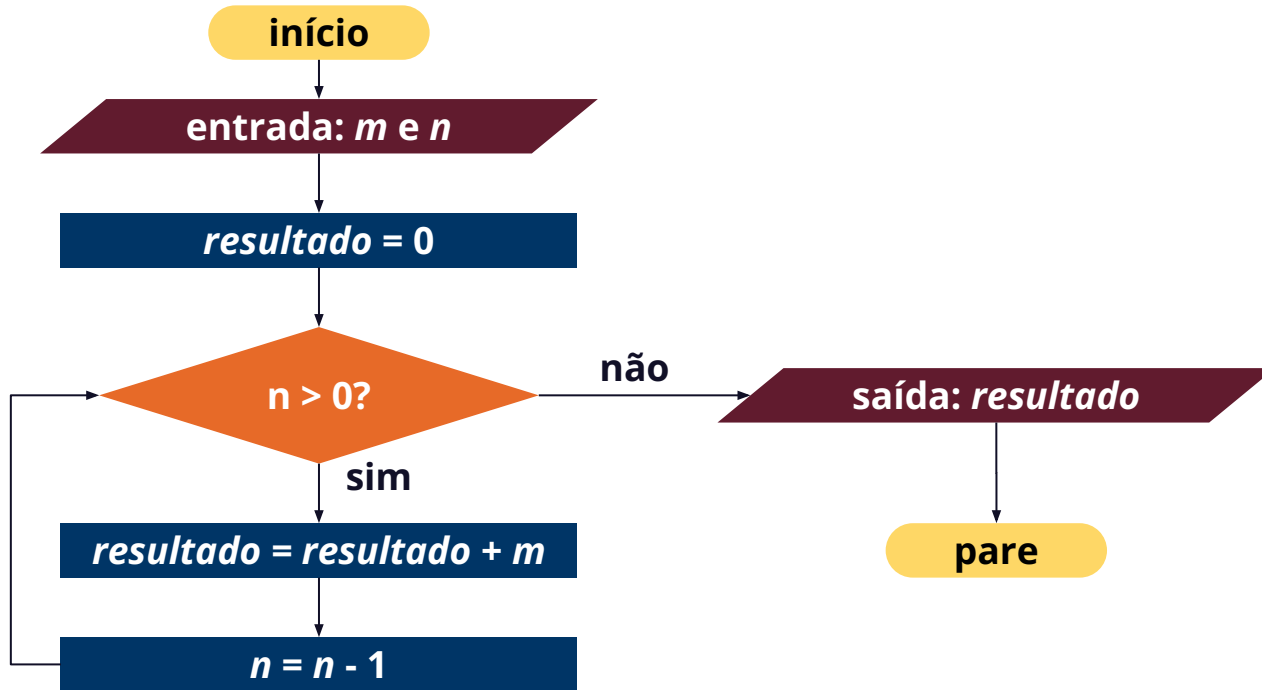 início
entrada: m e n
resultado = 0
n > 0?
não
saída: resultado
sim
resultado = resultado + m
pare
n = n - 1